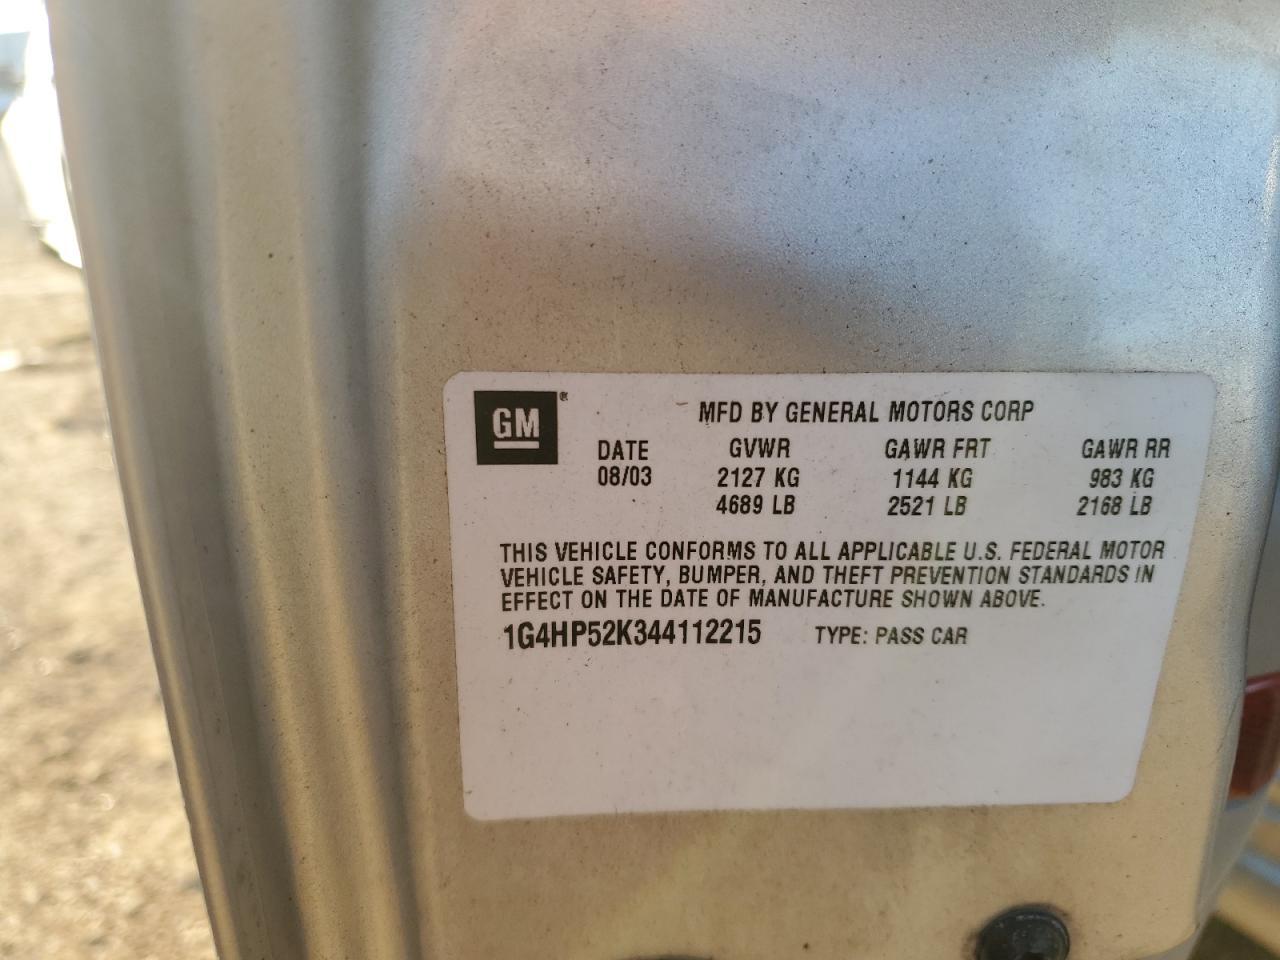 GM®
MFD BY GENERAL MOTORS CORP
DATE GVWR GAWR FRT GAWR RR
08/03 2127 KG 1144 KG 983 KG
4689 LB 2521 LB 2168 LB
THIS VEHICLE CONFORMS TO ALL APPLICABLE U.S. FEDERAL MOTOR
VEHICLE SAFETY, BUMPER, AND THEFT PREVENTION STANDARDS IN
EFFECT ON THE DATE OF MANUFACTURE SHOWN ABOVE.
1G4HP52K344112215 TYPE: PASS CAR